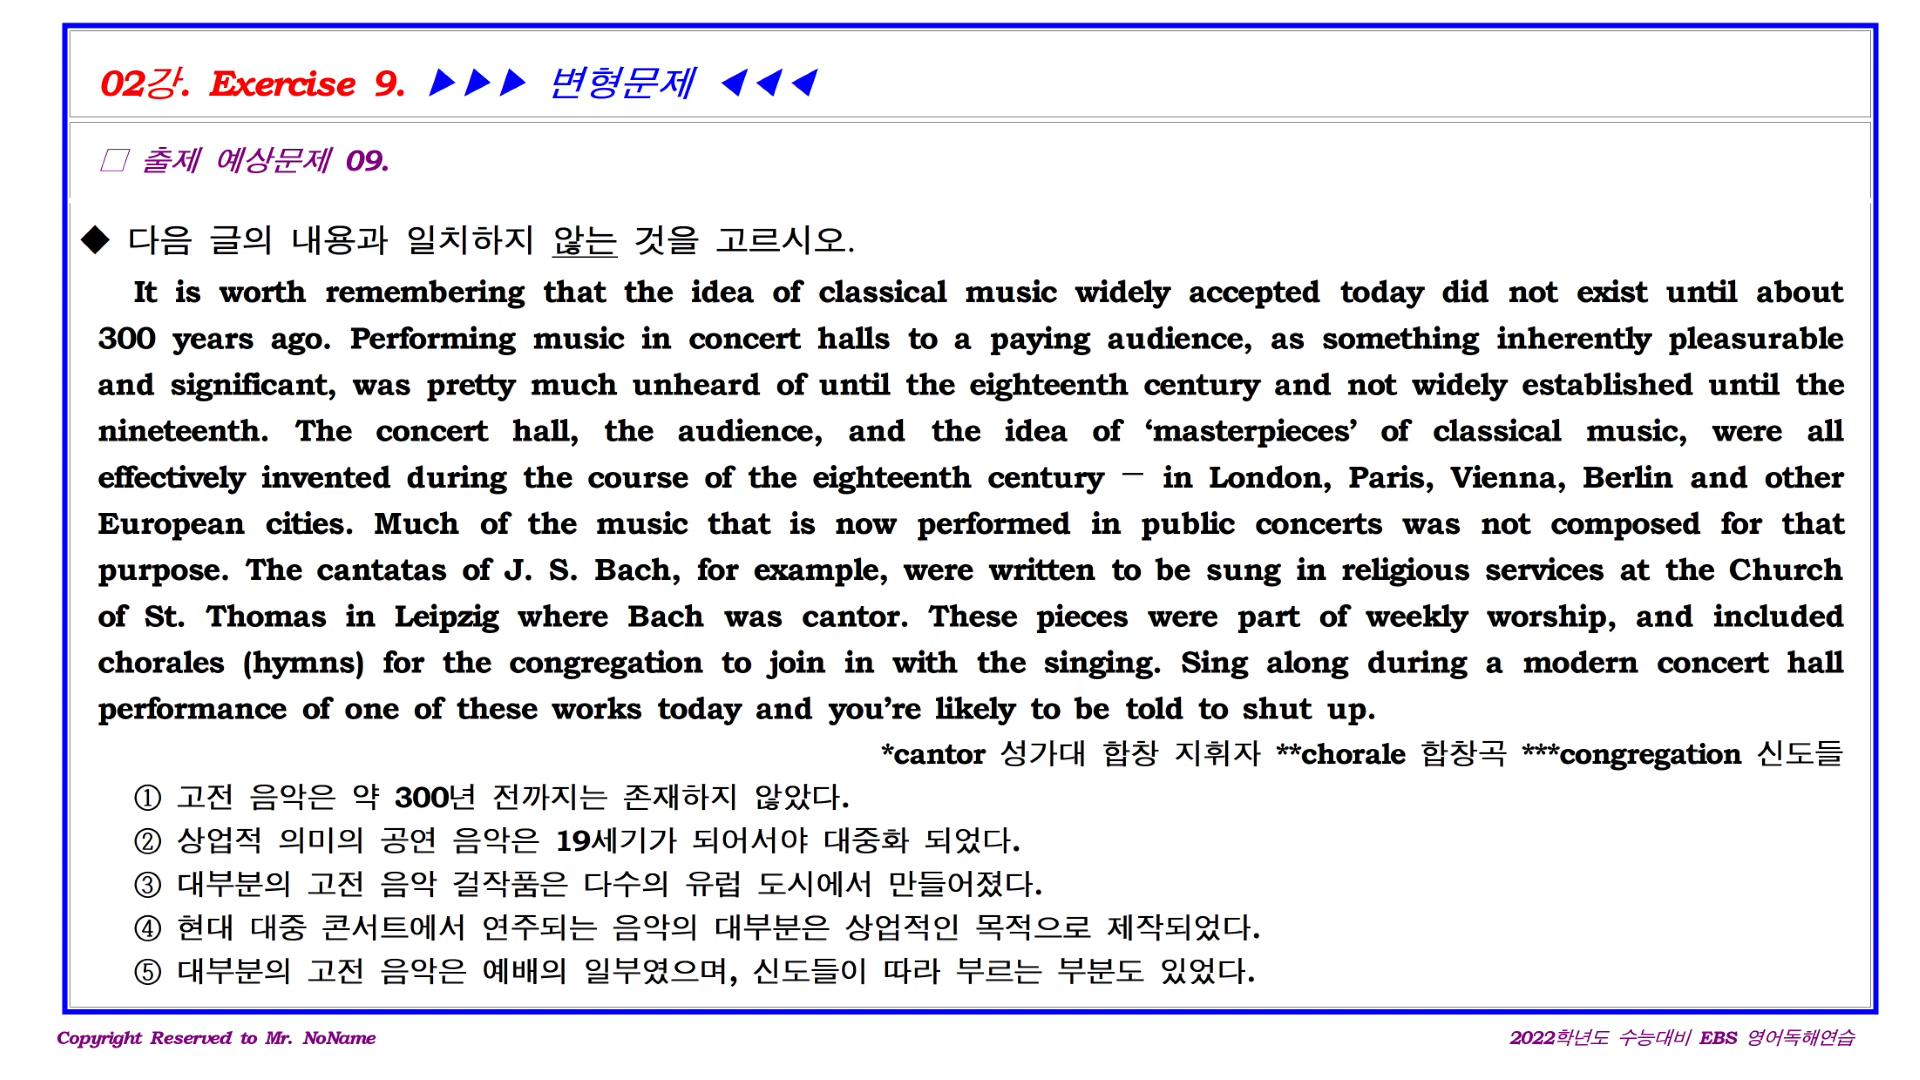 02강. Exercise 9. ▶▶▶ 변형문제 ◀◀◀
□ 출제 예상문제 09.
◆ 다음 글의 내용과 일치하지 않는 것을 고르시오.
It is worth remembering that the idea of classical music widely accepted today did not exist until about
300 years ago. Performing music in concert halls to a paying audience, as something inherently pleasurable
and significant, was pretty much unheard of until the eighteenth century and not widely established until the
nineteenth. The concert hall, the audience, and the idea of ‘masterpieces’ of classical music, were all
effectively invented during the course of the eighteenth century ─ in London, Paris, Vienna, Berlin and other
European cities. Much of the music that is now performed in public concerts was not composed for that
purpose. The cantatas of J. S. Bach, for example, were written to be sung in religious services at the Church
of St. Thomas in Leipzig where Bach was cantor. These pieces were part of weekly worship, and included
chorales (hymns) for the congregation to join in with the singing. Sing along during a modern concert hall
performance of one of these works today and you’re likely to be told to shut up.
*cantor 성가대 합창 지휘자 **chorale 합창곡 ***congregation 신도들
① 고전 음악은 약 300년 전까지는 존재하지 않았다.
② 상업적 의미의 공연 음악은 19세기가 되어서야 대중화 되었다.
③ 대부분의 고전 음악 걸작품은 다수의 유럽 도시에서 만들어졌다.
④ 현대 대중 콘서트에서 연주되는 음악의 대부분은 상업적인 목적으로 제작되었다.
⑤ 대부분의 고전 음악은 예배의 일부였으며, 신도들이 따라 부르는 부분도 있었다.
Copyright Reserved to Mr. NoName
2022학년도 수능대비 EBS 영어독해연습